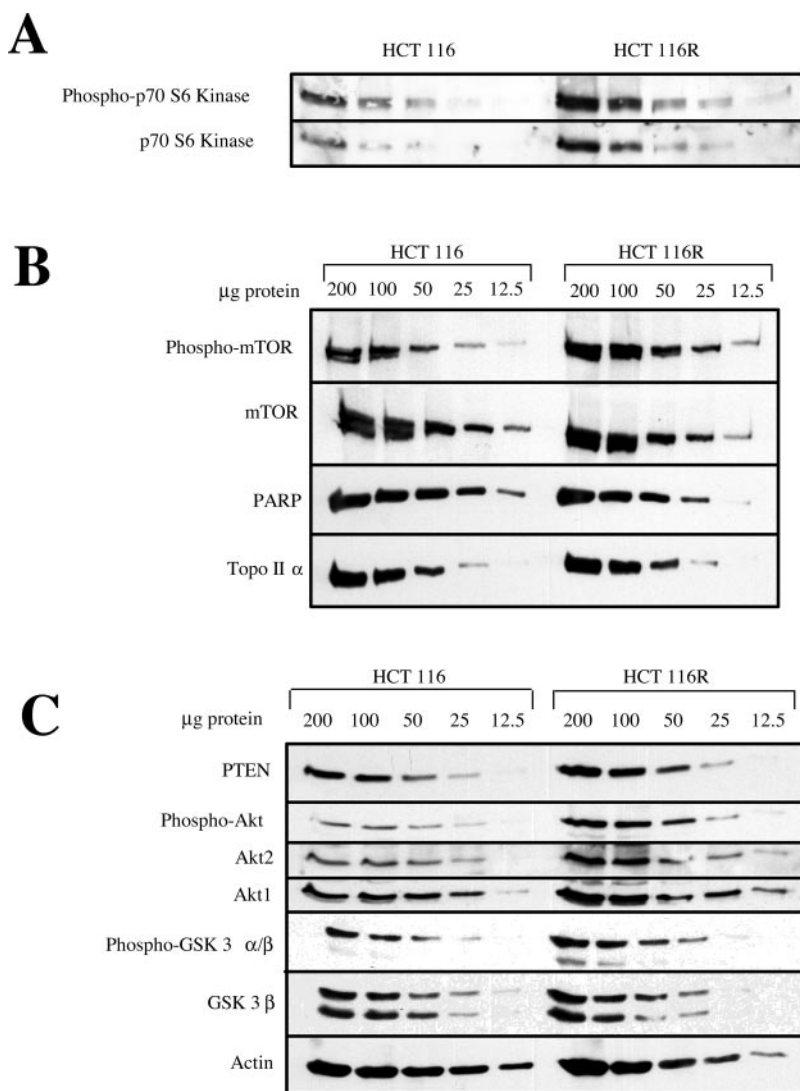 A
HCT 116 HCT 116R
Phospho-p70 S6 Kinase
p70 S6 Kinase
B
HCT 116 HCT 116R
µg protein 200 100 50 25 12.5 200 100 50 25 12.5
Phospho-mTOR
mTOR
PARP
Topo II α
C
HCT 116 HCT 116R
µg protein 200 100 50 25 12.5 200 100 50 25 12.5
PTEN
Phospho-Akt
Akt2
Akt1
Phospho-GSK 3 α/β
GSK 3 β
Actin